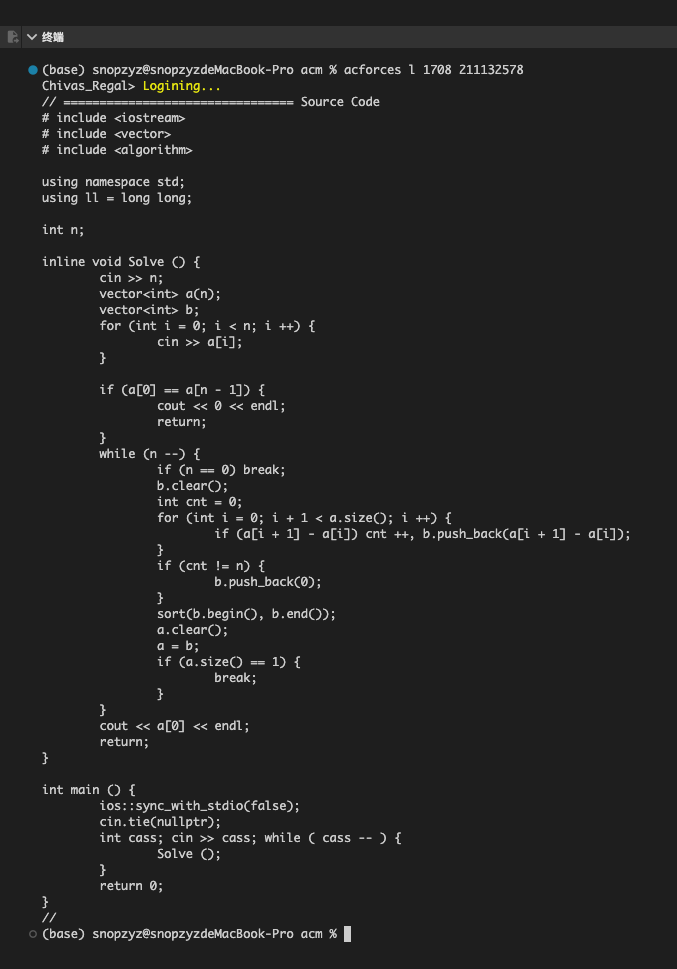 终端
(base) snopzyz@snopzyzdeMacBook-Pro acm % acforces l 1708 211132578
Chivas_Regal> Logining...
// ================================ Source Code
# include <iostream>
# include <vector>
# include <algorithm>
using namespace std;
using ll = long long;
int n;
inline void Solve () {
cin >> n;
vector<int> a(n);
vector<int> b;
for (int i = 0; i < n; i ++) {
cin >> a[i];
}
if (a[0] == a[n - 1]) {
cout << 0 << endl;
return;
}
while (n --) {
if (n == 0) break;
b.clear();
int cnt = 0;
for (int i = 0; i + 1 < a.size(); i ++) {
if (a[i + 1] - a[i]) cnt ++, b.push_back(a[i + 1] - a[i]);
}
if (cnt != n) {
b.push_back(0);
}
sort(b.begin(), b.end());
a.clear();
a = b;
if (a.size() == 1) {
break;
}
}
cout << a[0] << endl;
return;
}
int main () {
ios::sync_with_stdio(false);
cin.tie(nullptr);
int cass; cin >> cass; while ( cass -- ) {
Solve ();
}
return 0;
}
//
(base) snopzyz@snopzyzdeMacBook-Pro acm %